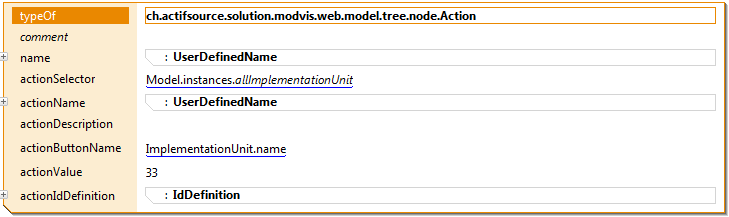 typeOf ch.actifsource.solution.modvis.web.model.tree.node.Action
comment
name : UserDefinedName
actionSelector Model.instances.allImplementationUnit
actionName : UserDefinedName
actionDescription
actionButtonName ImplementationUnit.name
actionValue 33
actionIdDefinition : IdDefinition